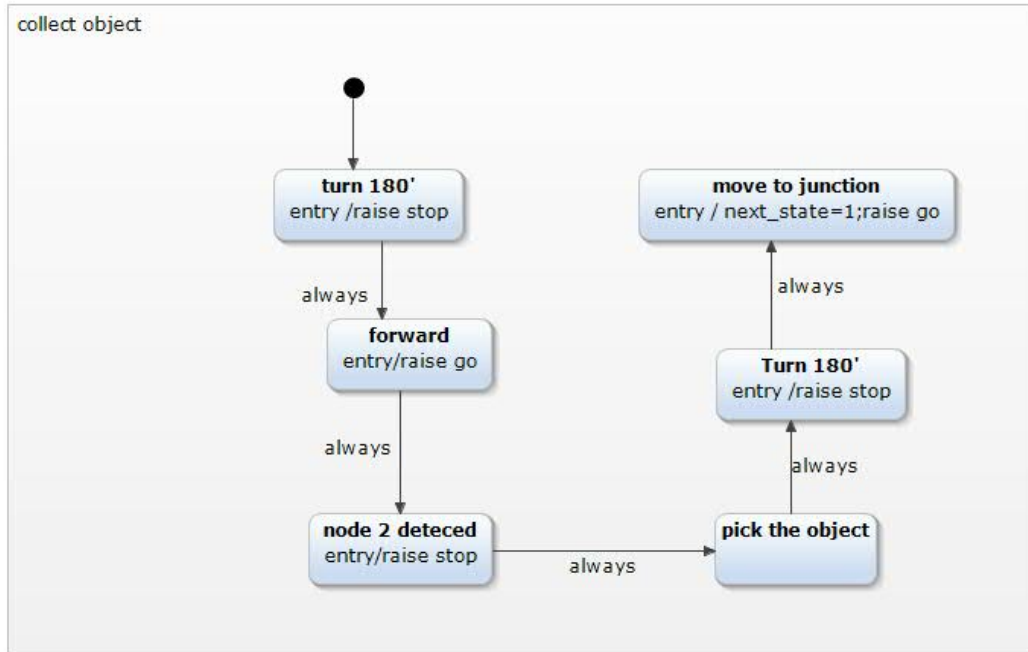 collect object
turn 180'
entry /raise stop
always
forward
entry/raise go
always
node 2 deteced
entry/raise stop
always
pick the object
always
Turn 180'
entry /raise stop
always
move to junction
entry / next_state=1;raise go